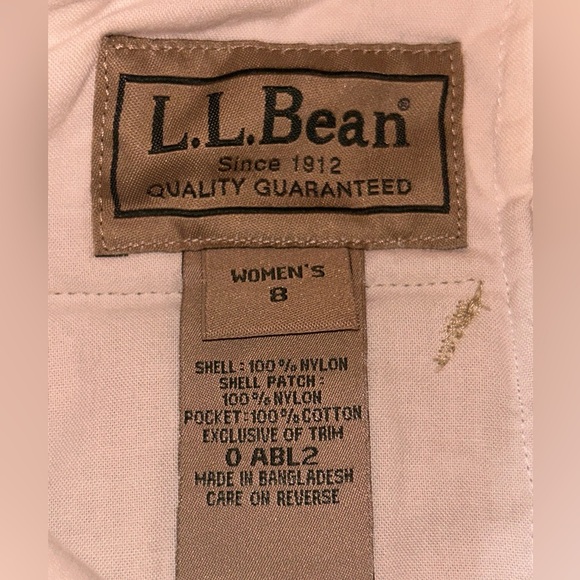 L.L.Bean®
Since 1912
QUALITY GUARANTEED
WOMEN'S
8
SHELL: 100% NYLON
SHELL PATCH:
100% NYLON
POCKET: 100% COTTON
EXCLUSIVE OF TRIM
0 ABL2
MADE IN BANGLADESH
CARE ON REVERSE